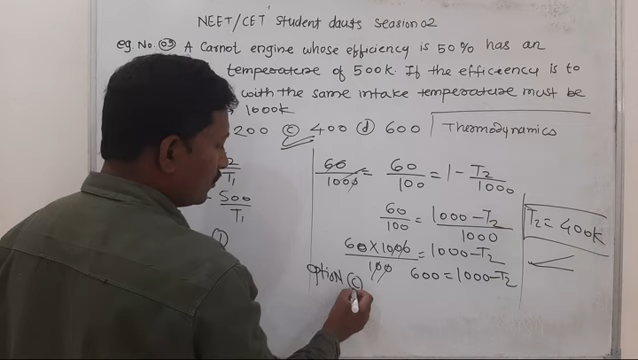 NEET/CET Student dauts Seasion 02
eg. No. 03 A Carnot engine whose efficiency is 50% has an
temperature of 500k. If the efficeency is to
with the same intake temperature must be
1000k
200 (c) 400 (d) 600 Thermodynamics
2/T1
500/T1
①
60/1000 = 60/100 = 1 - T2/1000
60/100 = 1000 - T2/1000
60 x 1000/100 = 1000 - T2
600 = 1000 - T2
T2 = 400k
option (c)